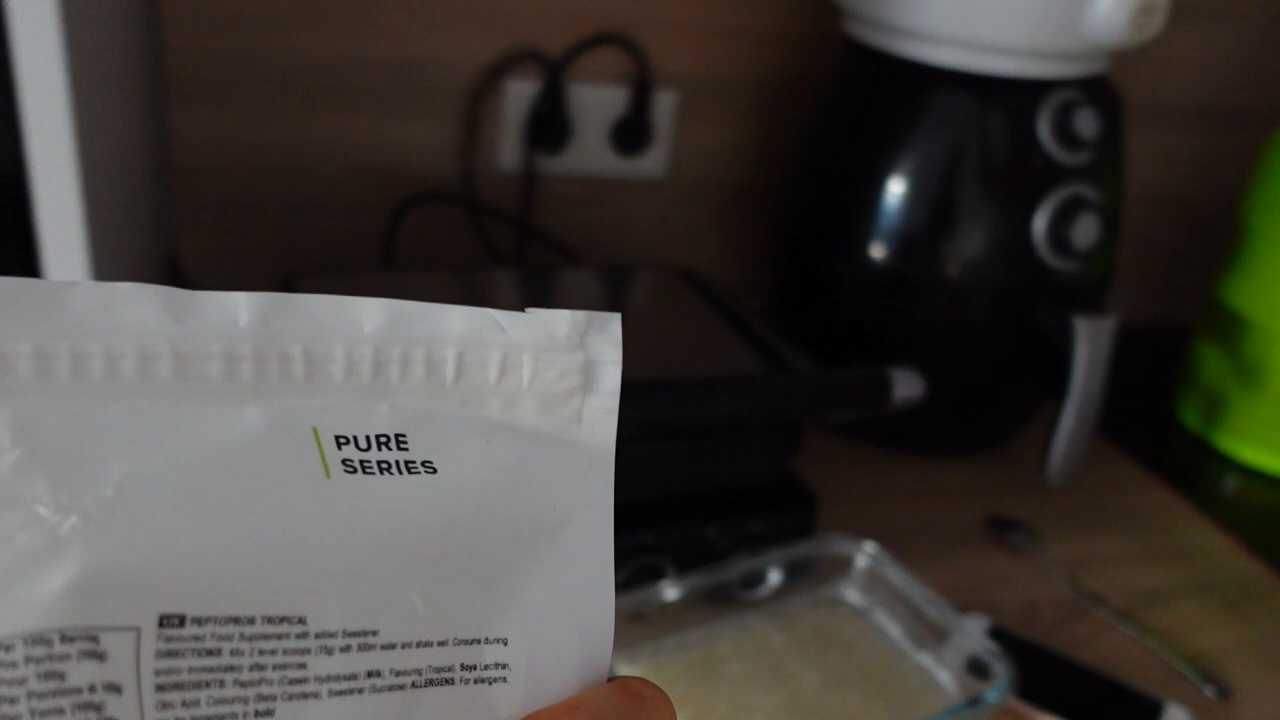 PURE
SERIES
PEPTOPRO® TROPICAL
Flavoured Food Supplement with added Sweetener.
DIRECTIONS: Mix 2 level scoops (15g) with 300ml water and shake well. Consume during
and/or immediately after exercise.
INGREDIENTS: PeptoPro (Casein Hydrolysate) (Milk), Flavouring (Tropical), Soya Lecithin,
Citric Acid, Colouring (Beta Carotene), Sweetener (Sucralose) ALLERGENS: For allergens,
ingredients in bold
Per 100g